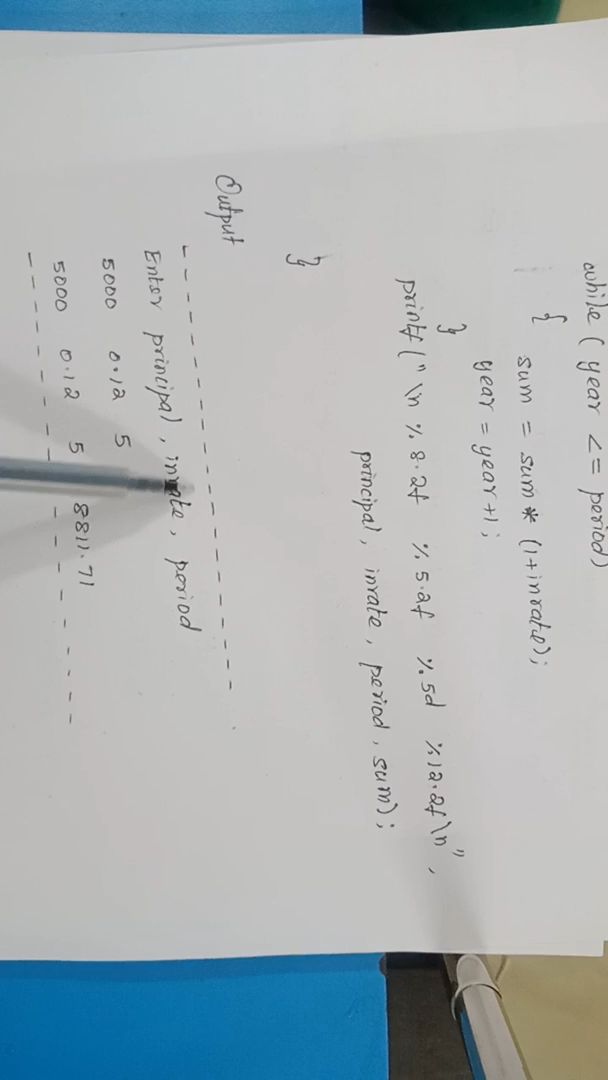 while ( year <= period)
{
sum = sum * (1+inrate);
year = year+1;
}
printf (" \n %8.2f %5.2f %5d %12.2f\n",
principal, inrate, period, sum);
}
Output
Enter principal, inrate, period
5000 0.12 5
5000 0.12 5 8811.71